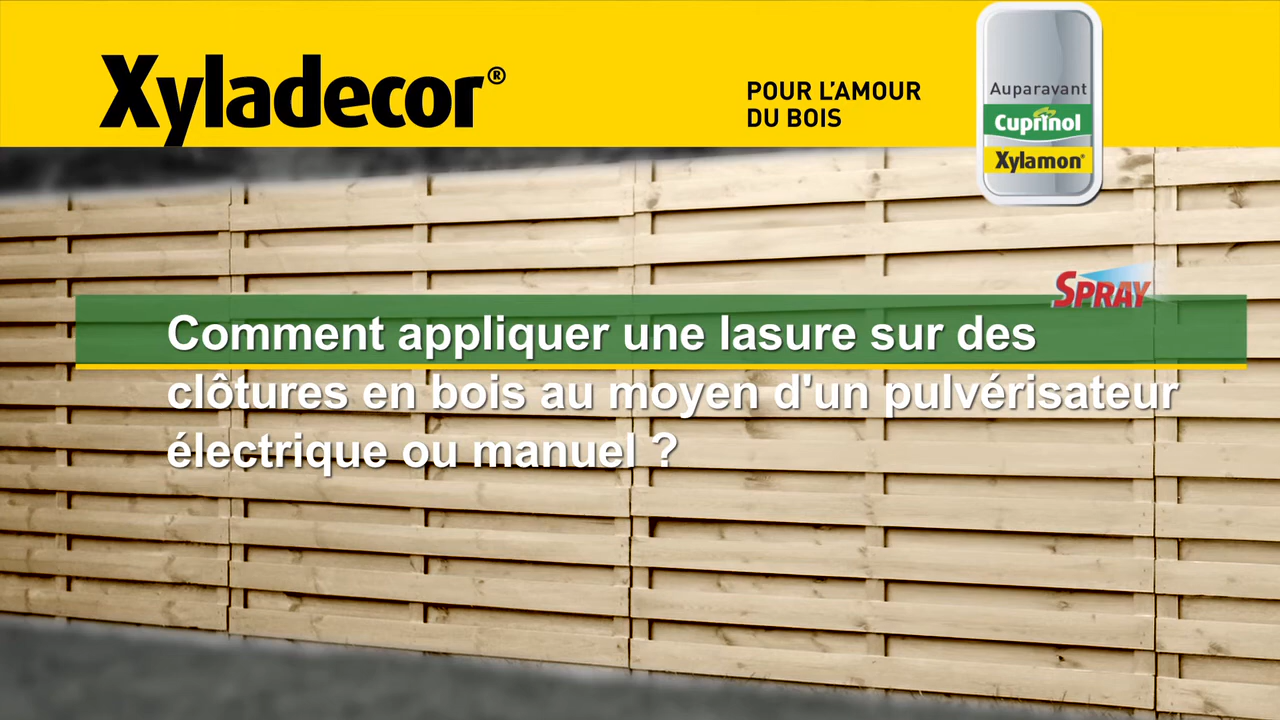 Xyladecor®
POUR L'AMOUR
DU BOIS
Auparavant
Cuprinol
Xylamon®
SPRAY
Comment appliquer une lasure sur des
clôtures en bois au moyen d'un pulvérisateur
électrique ou manuel ?